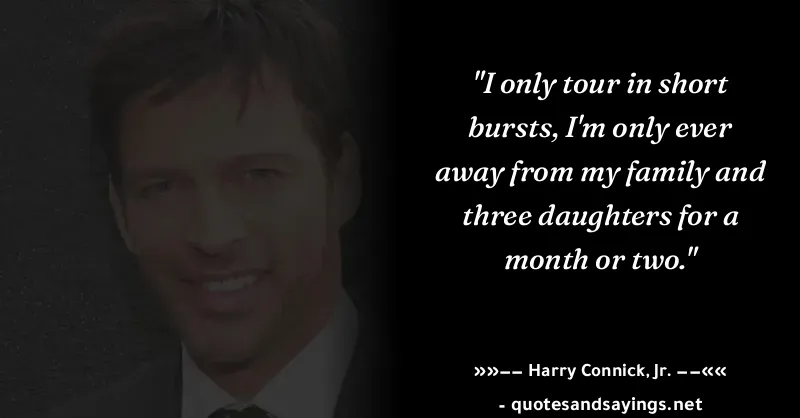 "I only tour in short
bursts, I'm only ever
away from my family and
three daughters for a
month or two."
»»−− Harry Connick, Jr. −−««
- quotesandsayings.net